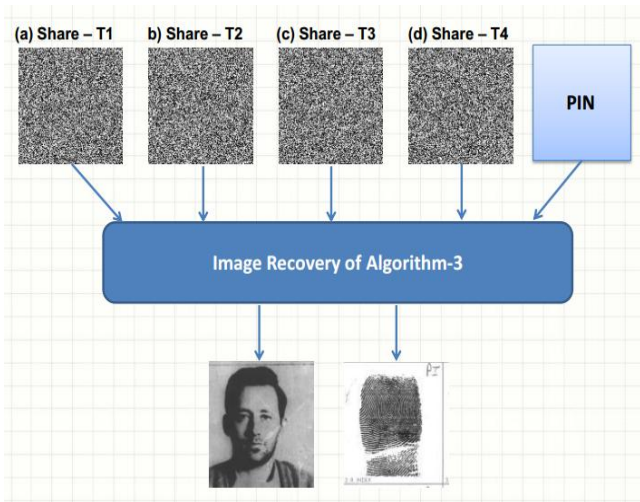 (a) Share – T1
b) Share – T2
(c) Share – T3
(d) Share – T4
PIN
Image Recovery of Algorithm-3